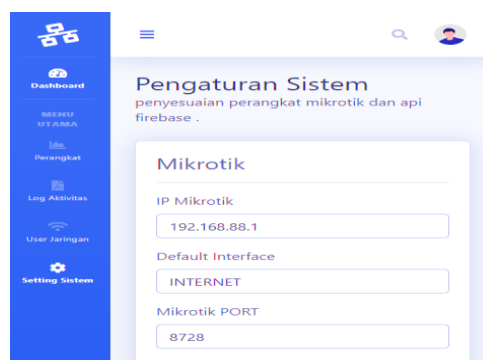 Dashboard
MENU
UTAMA
Perangkat
Log Aktivitas
User Jaringan
Setting Sistem
Pengaturan Sistem
penyesuaian perangkat mikrotik dan api
firebase .
Mikrotik
IP Mikrotik
192.168.88.1
Default Interface
INTERNET
Mikrotik PORT
8728